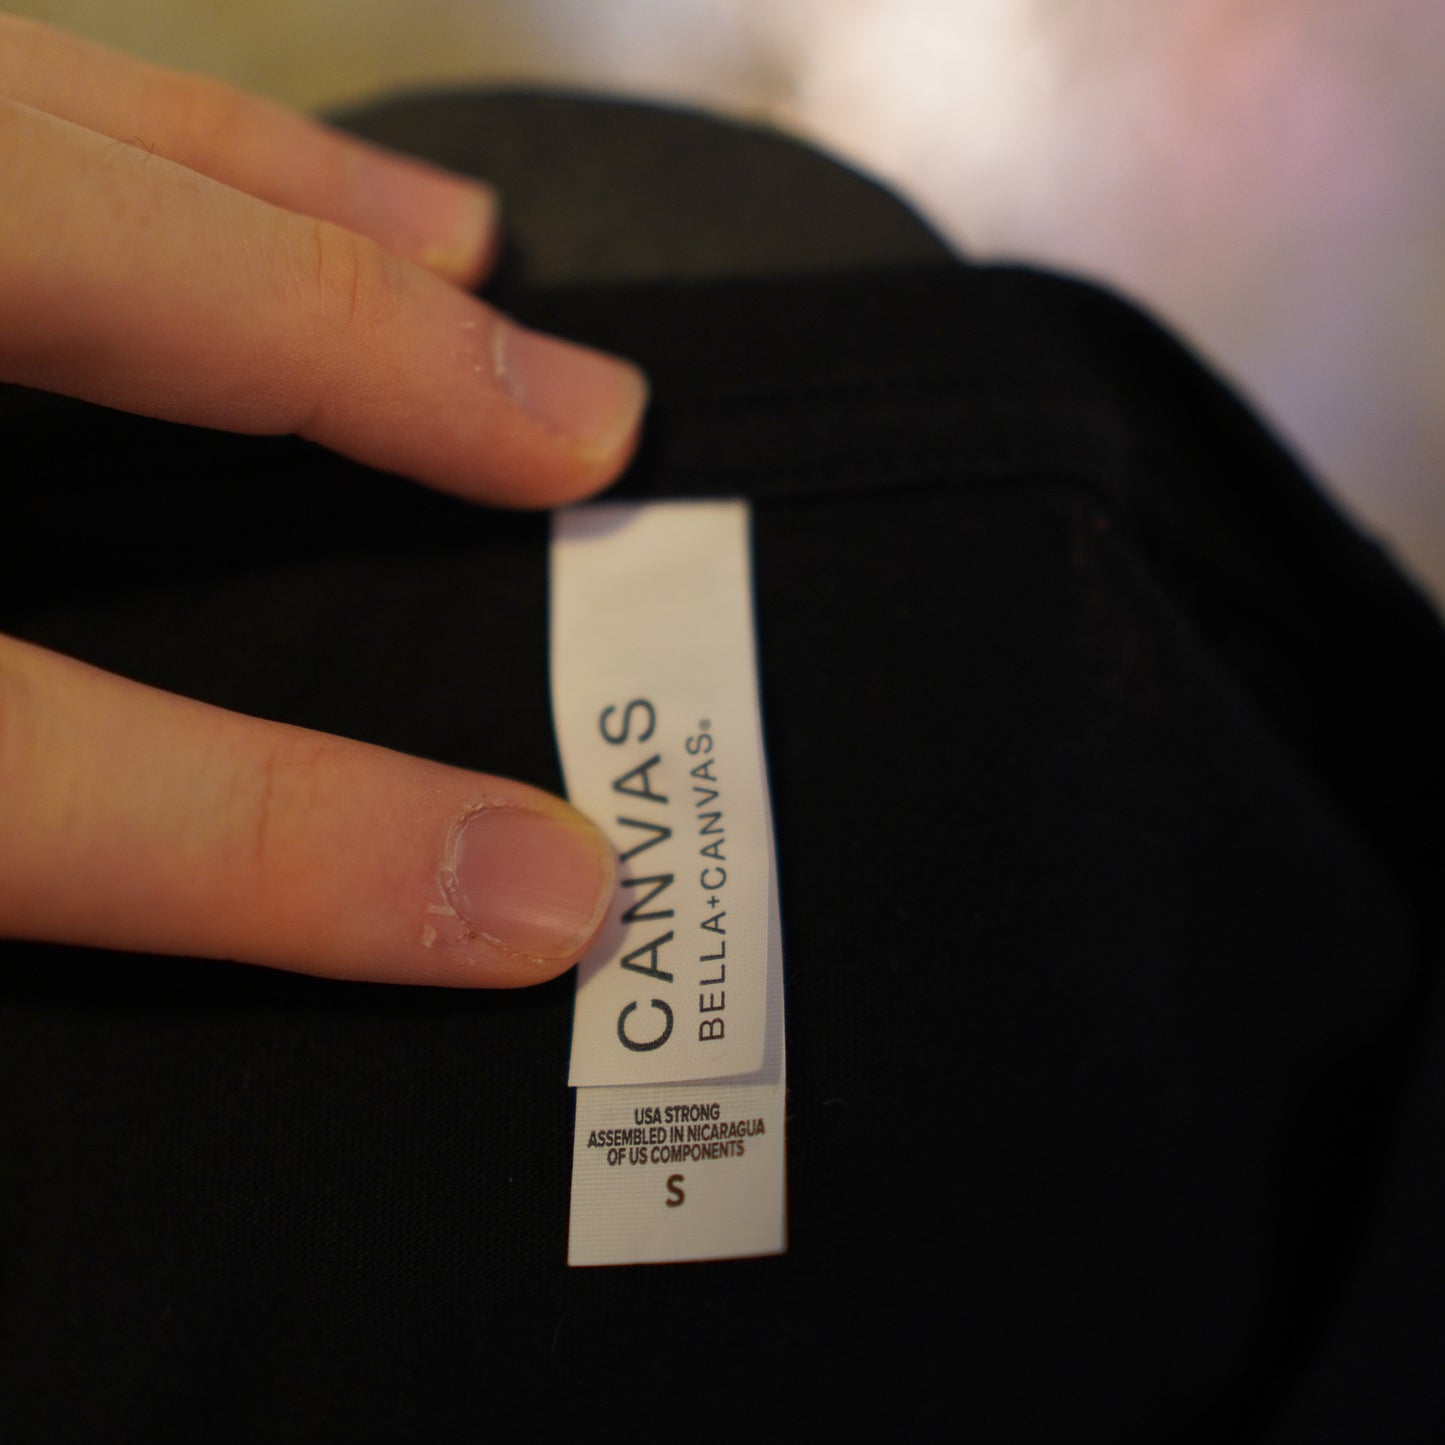 CANVAS
BELLA+CANVAS®
USA STRONG
ASSEMBLED IN NICARAGUA
OF US COMPONENTS
S